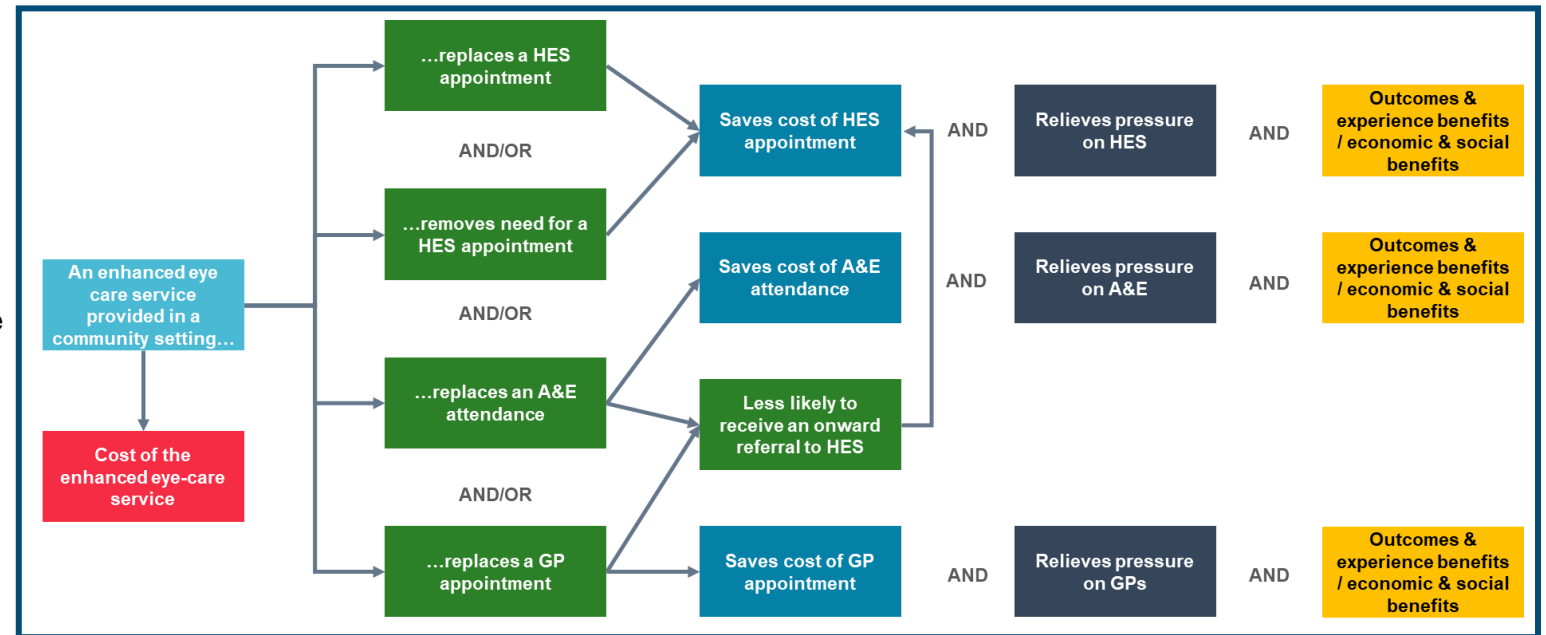 …replaces a HES
appointment
AND/OR
…removes need for a
HES appointment
An enhanced eye
care service
provided in a
community setting…
e
Cost of the
enhanced eye-care
service
AND/OR
…replaces an A&E
attendance
AND/OR
…replaces a GP
appointment
Saves cost of HES
appointment
AND
Relieves pressure
on HES
AND
Outcomes &
experience benefits
/ economic & social
benefits
Saves cost of A&E
attendance
AND
Relieves pressure
on A&E
AND
Outcomes &
experience benefits
/ economic & social
benefits
Less likely to
receive an onward
referral to HES
Saves cost of GP
appointment
AND
Relieves pressure
on GPs
AND
Outcomes &
experience benefits
/ economic & social
benefits